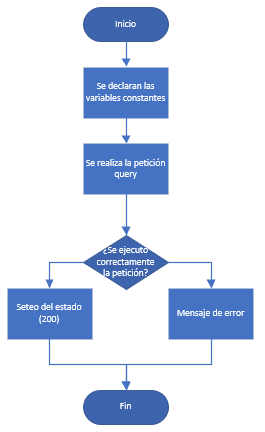 Inicio
Se declaran las
variables constantes
Se realiza la petición
query
¿Se ejecuto
correctamente
la petición?
Seteo del estado
(200)
Mensaje de error
Fin